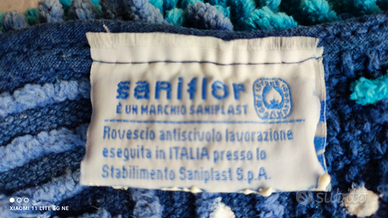 saniflor
È UN MARCHIO SANIPLAST
Rovescio antiscivolo lavorazione
eseguita in ITALIA presso lo
Stabilimento Saniplast S.p.A.
XIAOMI 11 LITE 5G NE
subito